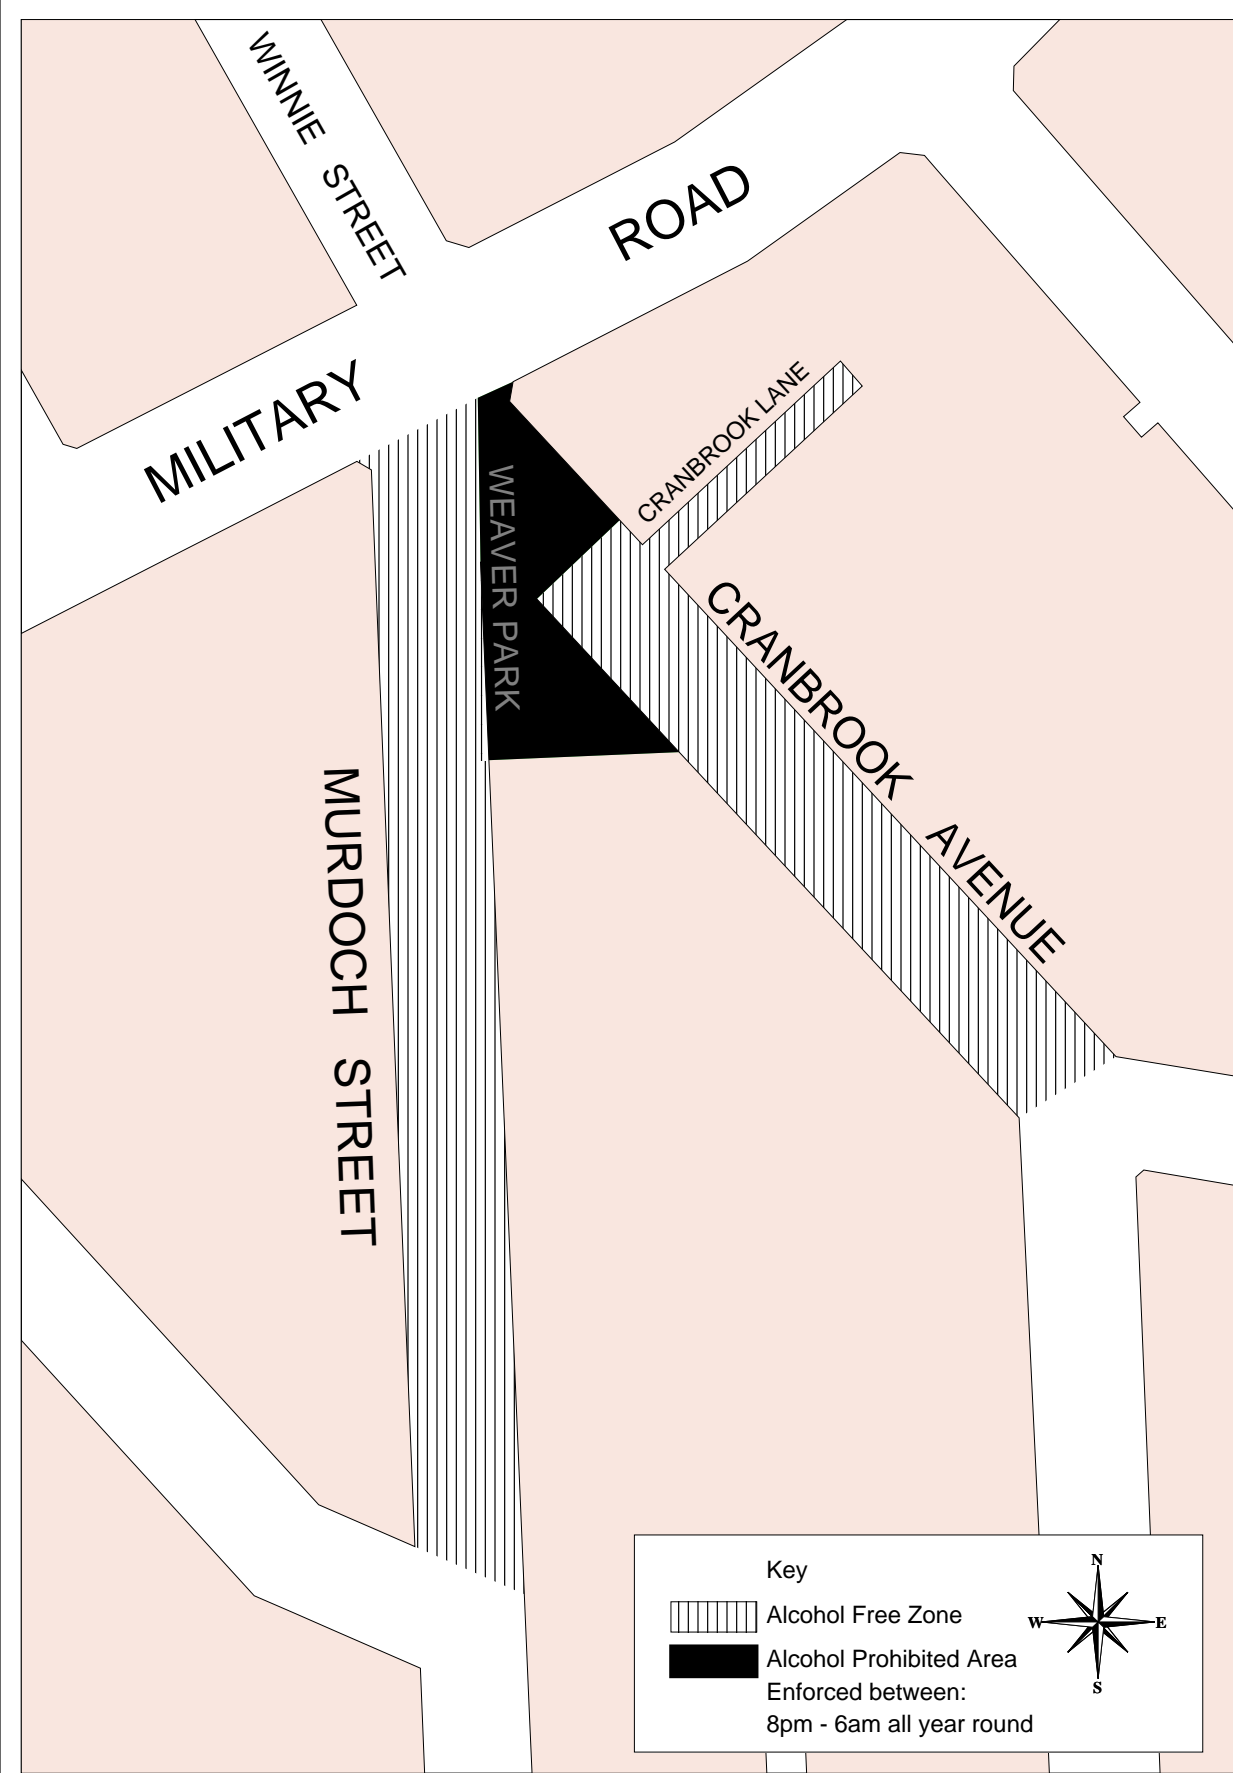 WINNIE STREET
MILITARY ROAD
CRANBROOK LANE
WEAVER PARK
CRANBROOK AVENUE
MURDOCH STREET
Key
Alcohol Free Zone
Alcohol Prohibited Area
Enforced between:
8pm - 6am all year round
N
W
E
S